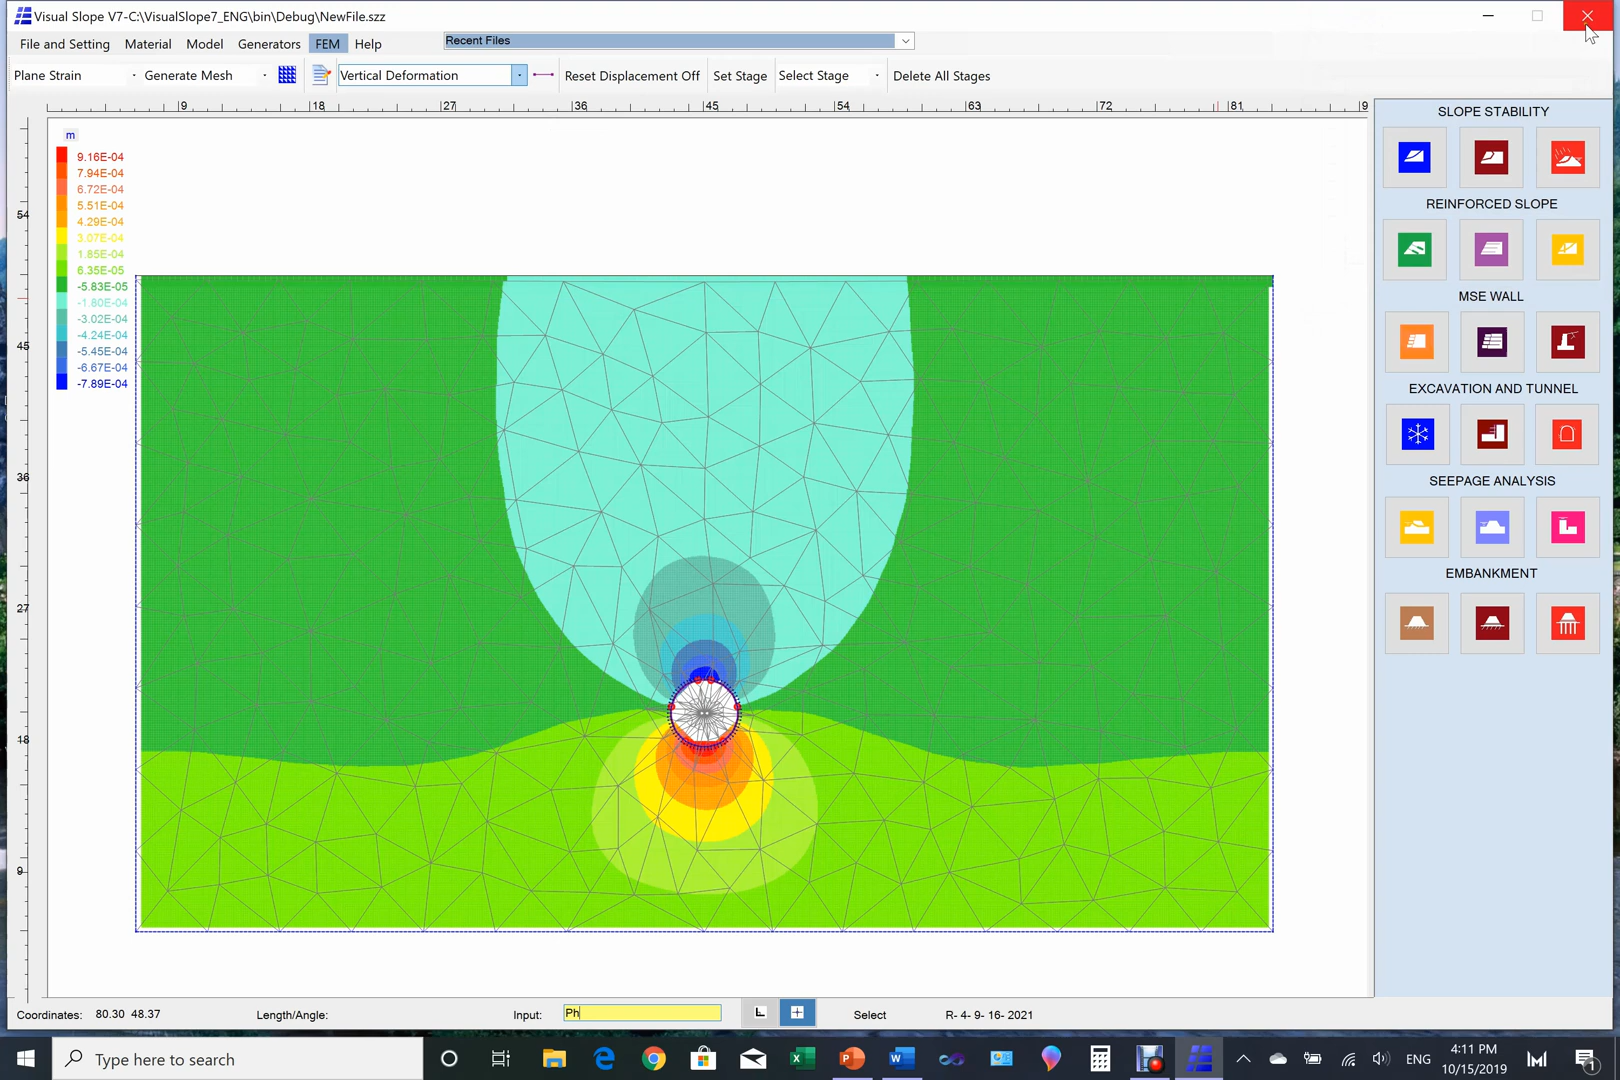 Visual Slope V7-C:\VisualSlope7_ENG\bin\Debug\NewFile.szz
File and Setting Material Model Generators FEM Help Recent Files
Plane Strain Generate Mesh Vertical Deformation Reset Displacement Off Set Stage Select Stage Delete All Stages
9 18 27 36 45 54 63 72 81 9
SLOPE STABILITY
m
9.16E-04
7.94E-04
6.72E-04
5.51E-04
4.29E-04
3.07E-04
1.85E-04
6.35E-05
-5.83E-04
-1.80E-04
-3.02E-04
-4.24E-04
-5.45E-04
-6.67E-04
-7.89E-04
54
45
36
27
18
9
REINFORCED SLOPE
MSE WALL
EXCAVATION AND TUNNEL
SEEPAGE ANALYSIS
EMBANKMENT
Coordinates: 80.30 48.37 Length/Angle: Input: Ph Select R- 4- 9- 16- 2021
Type here to search
ENG
4:11 PM
10/15/2019
1